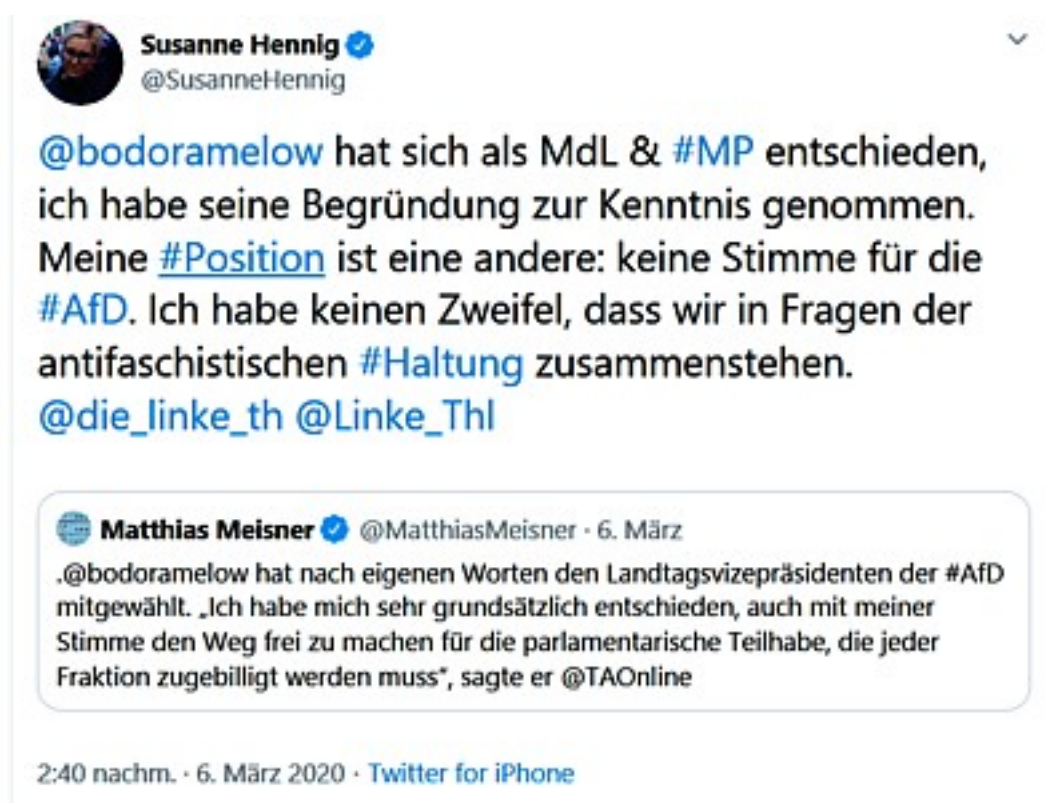 Susanne Hennig
@SusanneHennig
@bodoramelow hat sich als MdL & #MP entschieden,
ich habe seine Begründung zur Kenntnis genommen.
Meine #Position ist eine andere: keine Stimme für die
#AfD. Ich habe keinen Zweifel, dass wir in Fragen der
antifaschistischen #Haltung zusammenstehen.
@die_linke_th @Linke_Thl
Matthias Meisner @MatthiasMeisner · 6. März
.@bodoramelow hat nach eigenen Worten den Landtagsvizepräsidenten der #AfD
mitgewählt. „Ich habe mich sehr grundsätzlich entschieden, auch mit meiner
Stimme den Weg frei zu machen für die parlamentarische Teilhabe, die jeder
Fraktion zugebilligt werden muss", sagte er @TAOnline
2:40 nachm. · 6. März 2020 · Twitter for iPhone